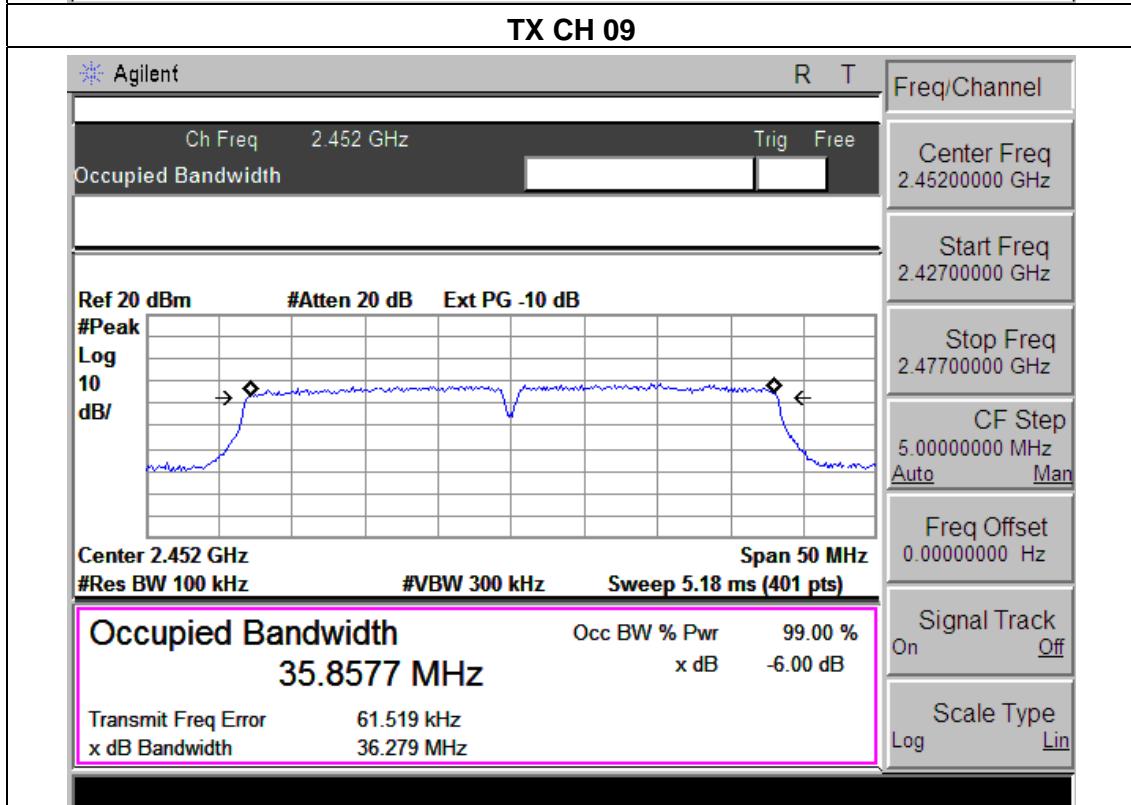 TX CH 09
Agilent R T
Freq/Channel
Ch Freq 2.452 GHz Trig Free
Occupied Bandwidth
Center Freq
2.45200000 GHz
Start Freq
2.42700000 GHz
Stop Freq
2.47700000 GHz
CF Step
5.00000000 MHz
Auto Man
Freq Offset
0.00000000 Hz
Signal Track
On Off
Scale Type
Log Lin
Ref 20 dBm #Atten 20 dB Ext PG -10 dB
#Peak
Log
10
dB/
Center 2.452 GHz Span 50 MHz
#Res BW 100 kHz #VBW 300 kHz Sweep 5.18 ms (401 pts)
Occupied Bandwidth Occ BW % Pwr 99.00 %
35.8577 MHz x dB -6.00 dB
Transmit Freq Error 61.519 kHz
x dB Bandwidth 36.279 MHz